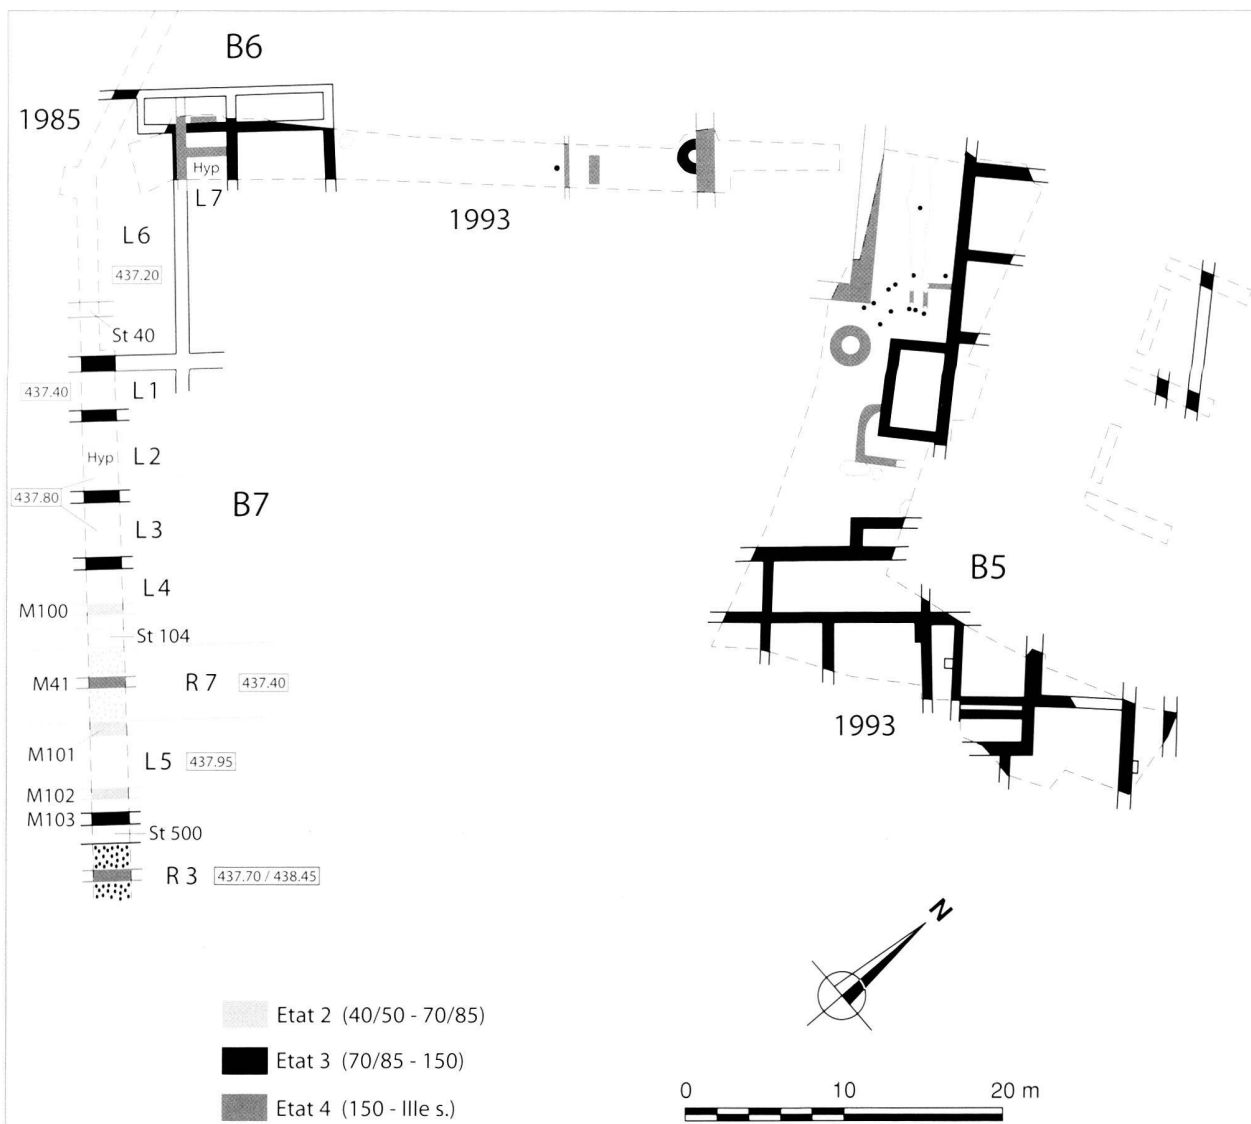 B6
1985
Hyp
L7
1993
L6
437.20
St 40
437.40
L1
Hyp
L2
437.80
B7
L3
L4
M100
St 104
M41
R 7
437.40
M101
L5
437.95
M102
M103
St 500
R 3
437.70 / 438.45
B5
1993
N
Etat 2 (40/50 - 70/85)
Etat 3 (70/85 - 150)
Etat 4 (150 - IIIe s.)
0 10 20 m